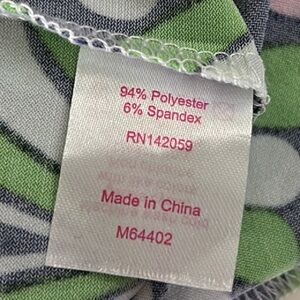 94% Polyester
6% Spandex
RN142059
Made in China
M64402